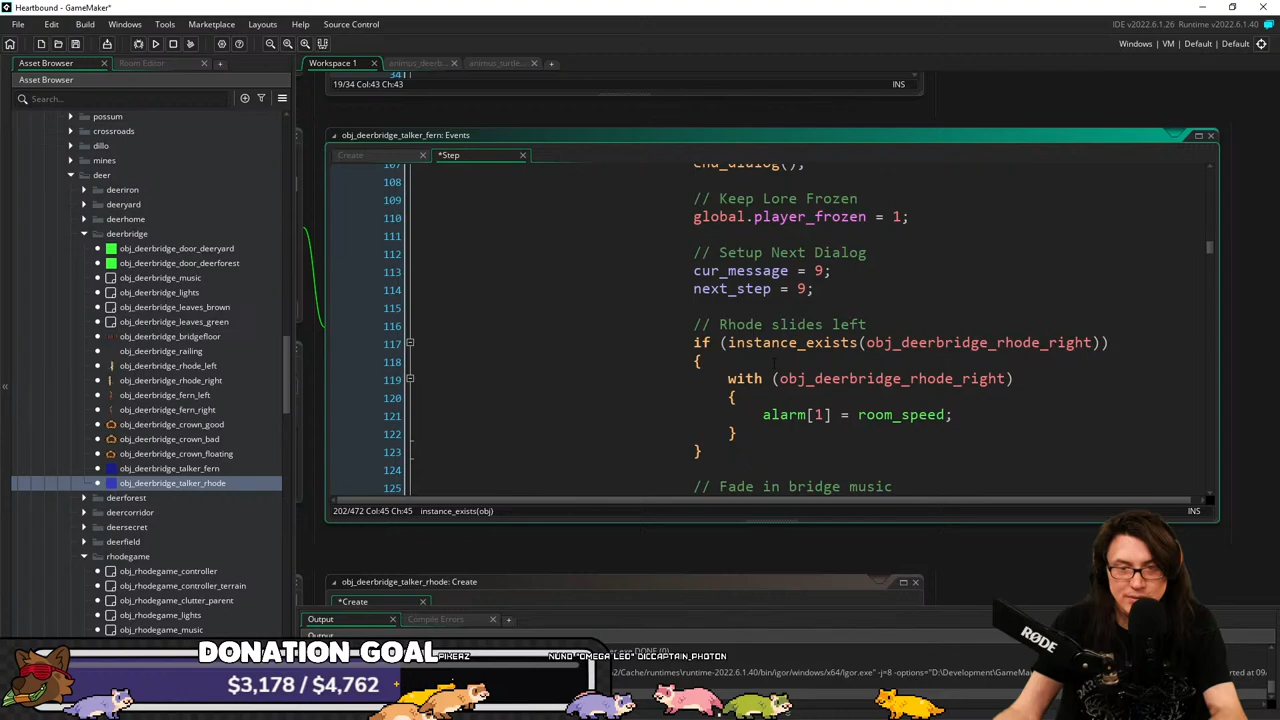 Heartbound - GameMaker*
File Edit Build Windows Tools Marketplace Layouts Help Source Control
IDE v2022.6.1.26 Runtime v2022.6.1.40
Windows | VM | Default | Default
Asset Browser
Room Editor
Workspace 1
animus_deerb...
animus_turtle...
Asset Browser
Search...
possum
crossroads
dillo
mines
deer
deeriron
deeryard
deerhome
deerbridge
obj_deerbridge_door_deeryard
obj_deerbridge_door_deerforest
obj_deerbridge_music
obj_deerbridge_lights
obj_deerbridge_leaves_brown
obj_deerbridge_leaves_green
obj_deerbridge_bridgefloor
obj_deerbridge_railing
obj_deerbridge_rhode_left
obj_deerbridge_rhode_right
obj_deerbridge_fern_left
obj_deerbridge_fern_right
obj_deerbridge_crown_good
obj_deerbridge_crown_bad
obj_deerbridge_crown_floating
obj_deerbridge_talker_fern
obj_deerbridge_talker_rhode
deerforest
deercorridor
deersecret
deerfield
rhodegame
obj_rhodegame_controller
obj_rhodegame_controller_terrain
obj_rhodegame_clutter_parent
obj_rhodegame_lights
obj_rhodegame_music
34
19/34 Col:43 Ch:43 INS
obj_deerbridge_talker_fern: Events
Create *Step
107 end_dialog();
108
109 // Keep Lore Frozen
110 global.player_frozen = 1;
111
112 // Setup Next Dialog
113 cur_message = 9;
114 next_step = 9;
115
116 // Rhode slides left
117 if (instance_exists(obj_deerbridge_rhode_right))
118 {
119 with (obj_deerbridge_rhode_right)
120 {
121 alarm[1] = room_speed;
122 }
123 }
124
125 // Fade in bridge music
202/472 Col:45 Ch:45 instance_exists(obj) INS
obj_deerbridge_talker_rhode: Create
*Create
Output Compile Errors
Output
DONATION GOAL
$3,178 / $4,762
PIKEAZ
RØDE